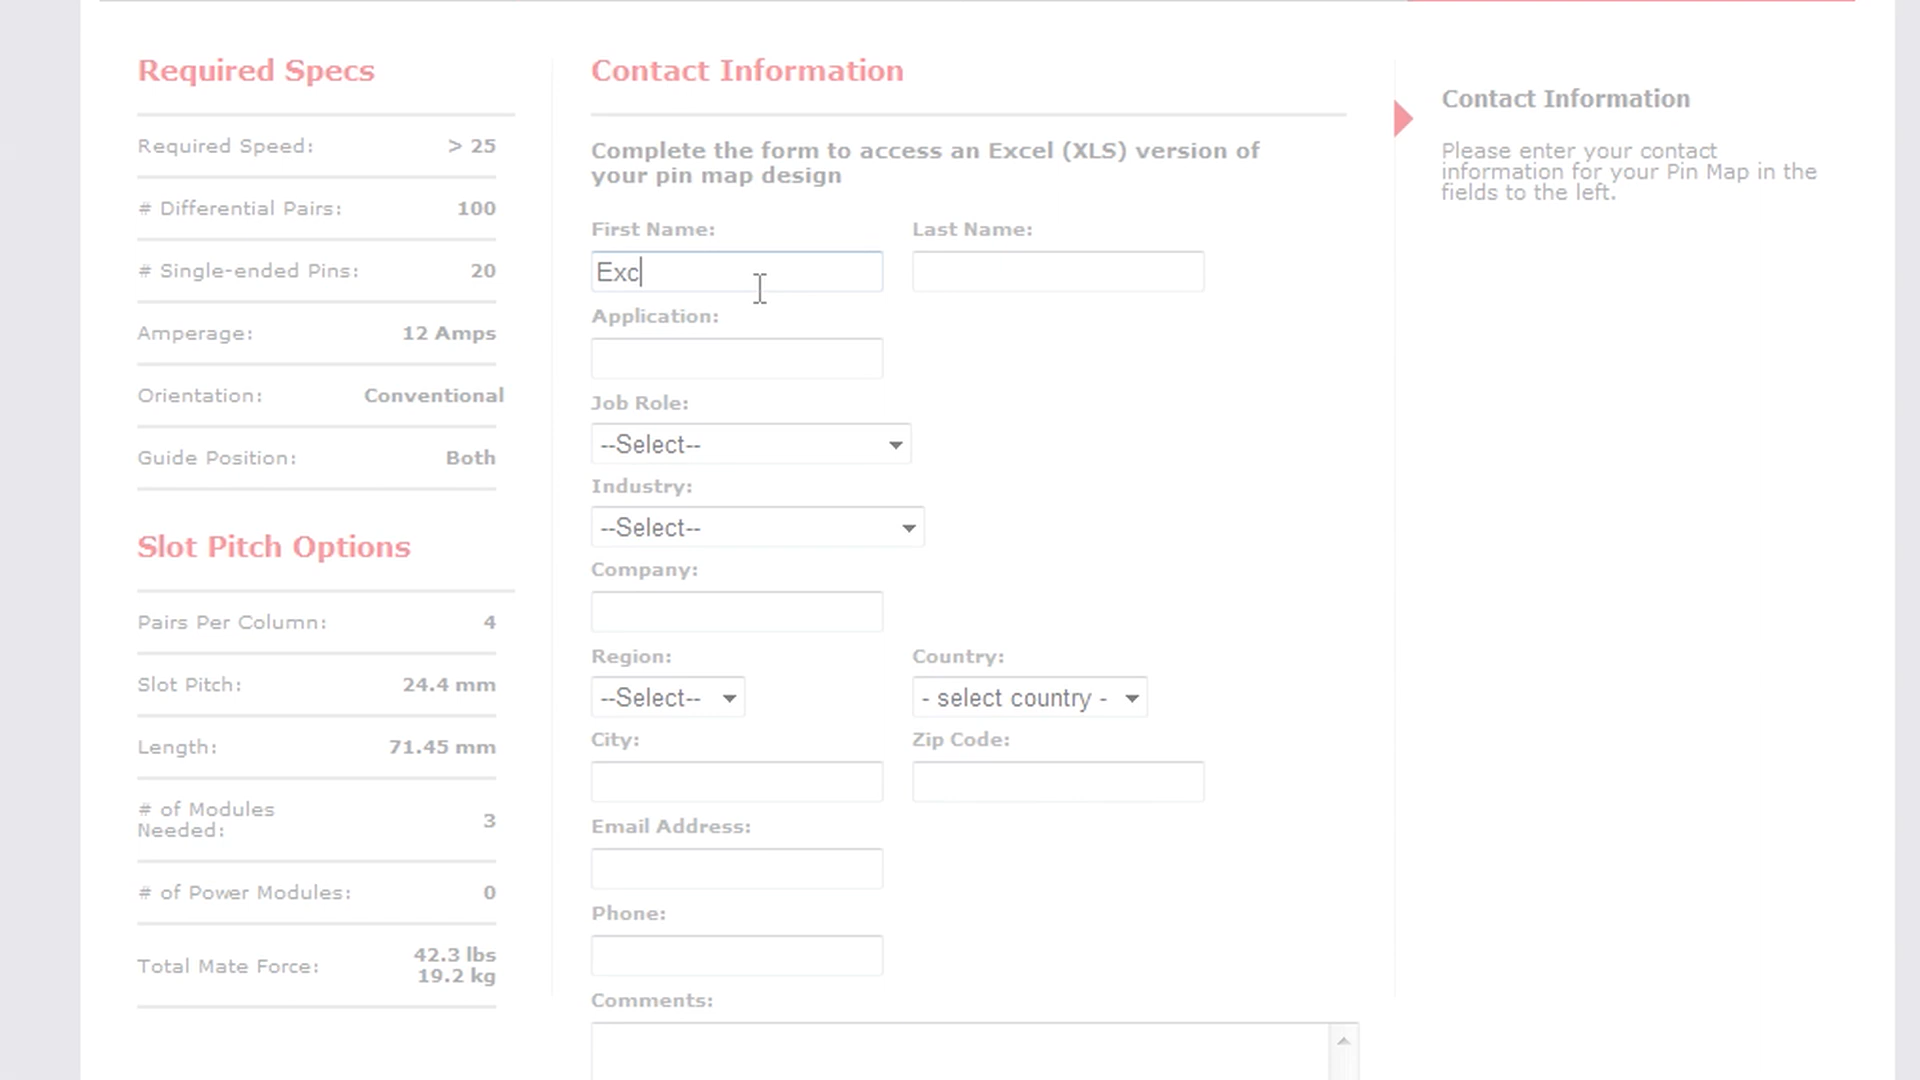 Required Specs
Required Speed: > 25
# Differential Pairs: 100
# Single-ended Pins: 20
Amperage: 12 Amps
Orientation: Conventional
Guide Position: Both
Slot Pitch Options
Pairs Per Column: 4
Slot Pitch: 24.4 mm
Length: 71.45 mm
# of Modules
Needed: 3
# of Power Modules: 0
Total Mate Force: 42.3 lbs
19.2 kg
Contact Information
Complete the form to access an Excel (XLS) version of
your pin map design
First Name: Last Name:
Exc
Application:
Job Role:
--Select--
Industry:
--Select--
Company:
Region: Country:
--Select-- - select country -
City: Zip Code:
Email Address:
Phone:
Comments:
Contact Information
Please enter your contact
information for your Pin Map in the
fields to the left.